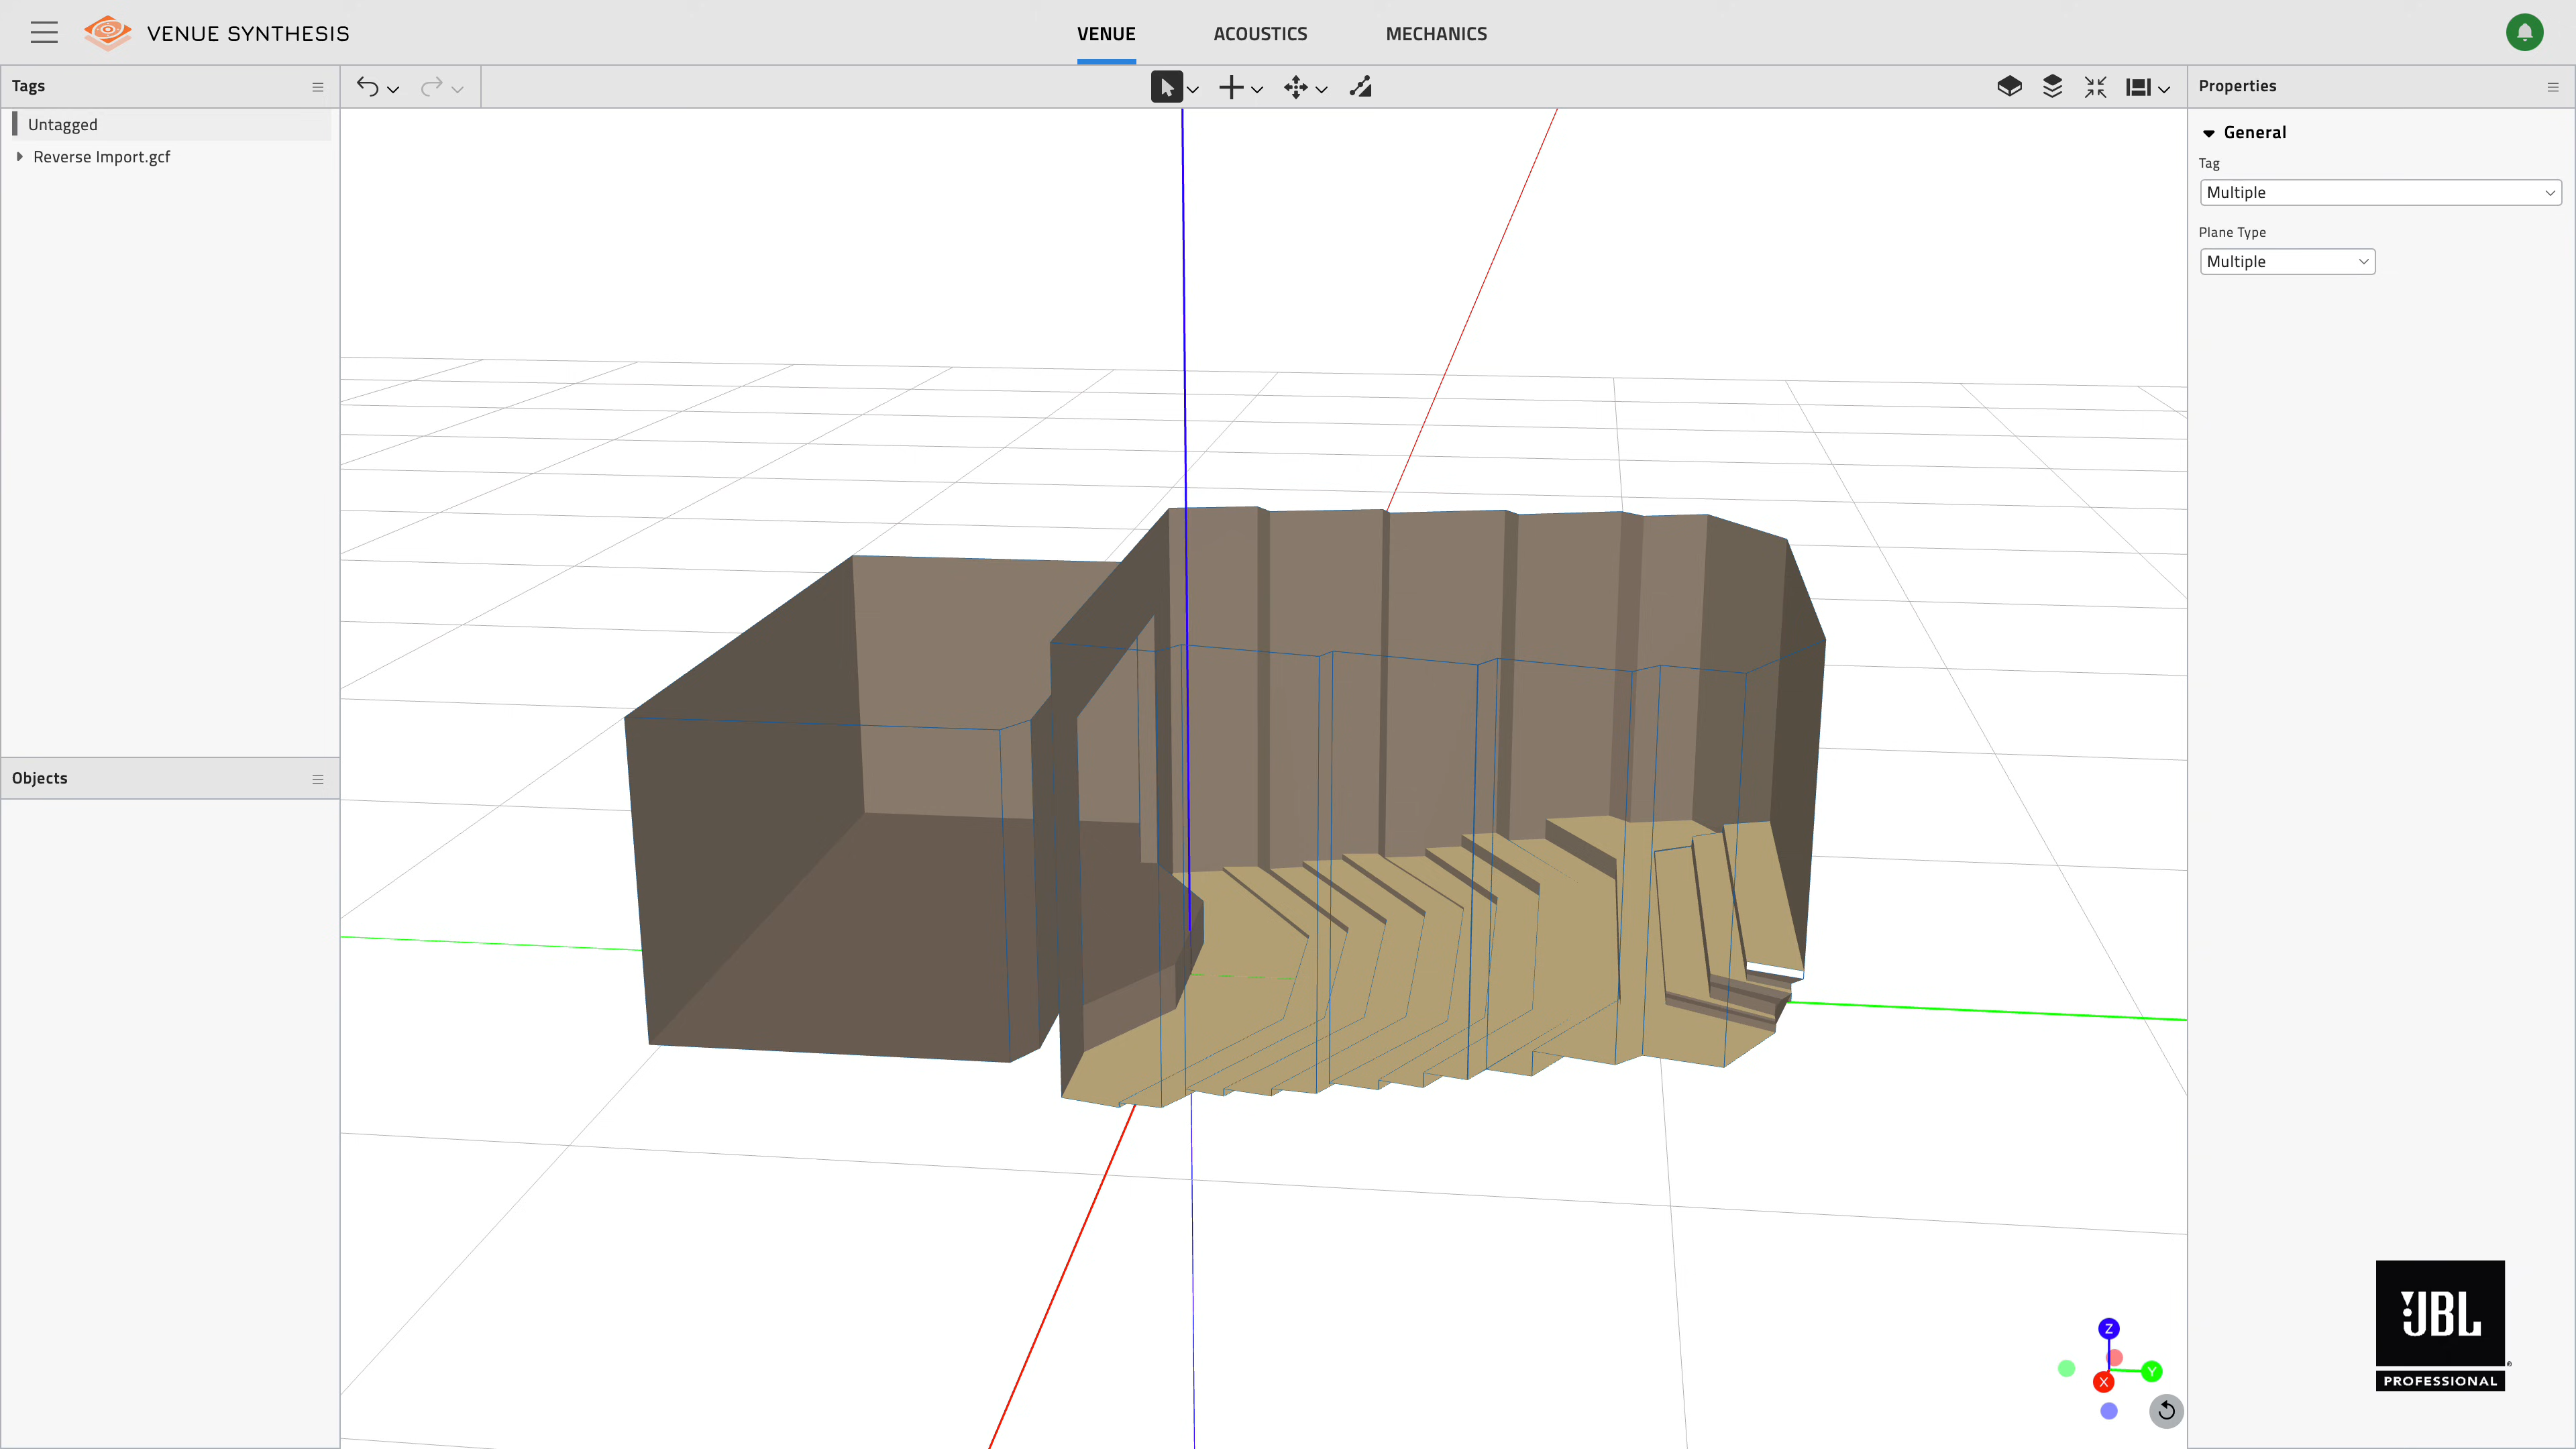 VENUE SYNTHESIS
VENUE
ACOUSTICS
MECHANICS
Tags
Untagged
Reverse Import.gcf
Objects
Properties
General
Tag
Multiple
Plane Type
Multiple
Z
Y
X
JBL
®
PROFESSIONAL